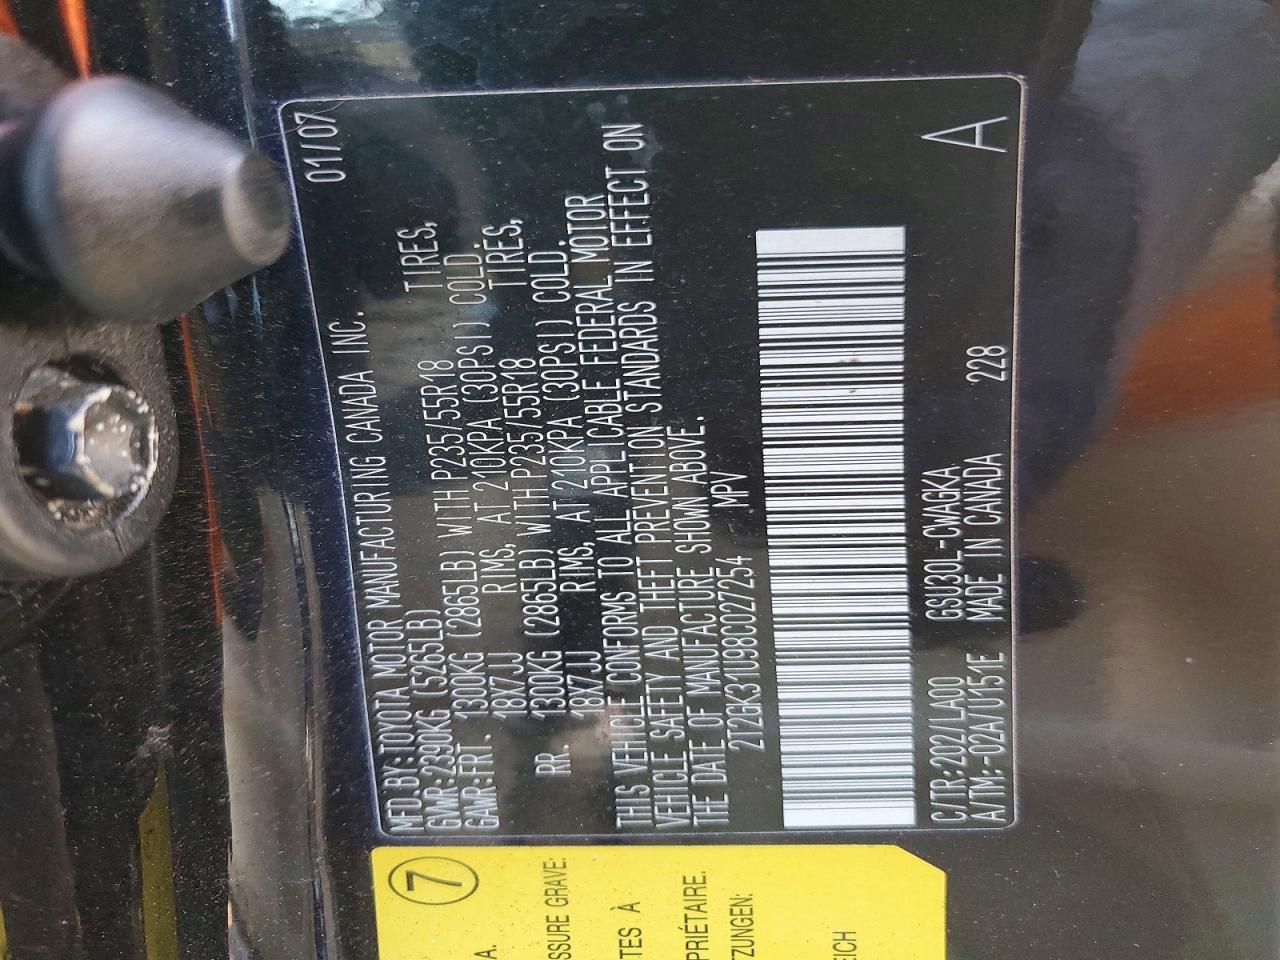 01/07
MFD.BY:TOYOTA MOTOR MANUFACTURING CANADA INC.
GWR:2390KG (5265LB)
GAWR:FRT. 1300KG (2865LB) WITH P235/55R18 TIRES,
18X7JJ RIMS, AT 210KPA (30PSI) COLD.
RR. 1300KG (2865LB) WITH P235/55R18 TIRES,
18X7JJ RIMS, AT 210KPA (30PSI) COLD.
THIS VEHICLE CONFORMS TO ALL APPLICABLE FEDERAL MOTOR
VEHICLE SAFETY AND THEFT PREVENTION STANDARDS IN EFFECT ON
THE DATE OF MANUFACTURE SHOWN ABOVE.
2T2GK31U98C027254 MPV
C/TR:202LLA00 GSU30L-CWAGKA
A/TM:-02A/U151E MADE IN CANADA 228
A
7
A.
SSURE GRAVE:
TES À
PRIÉTAIRE.
TZUNGEN:
EICH